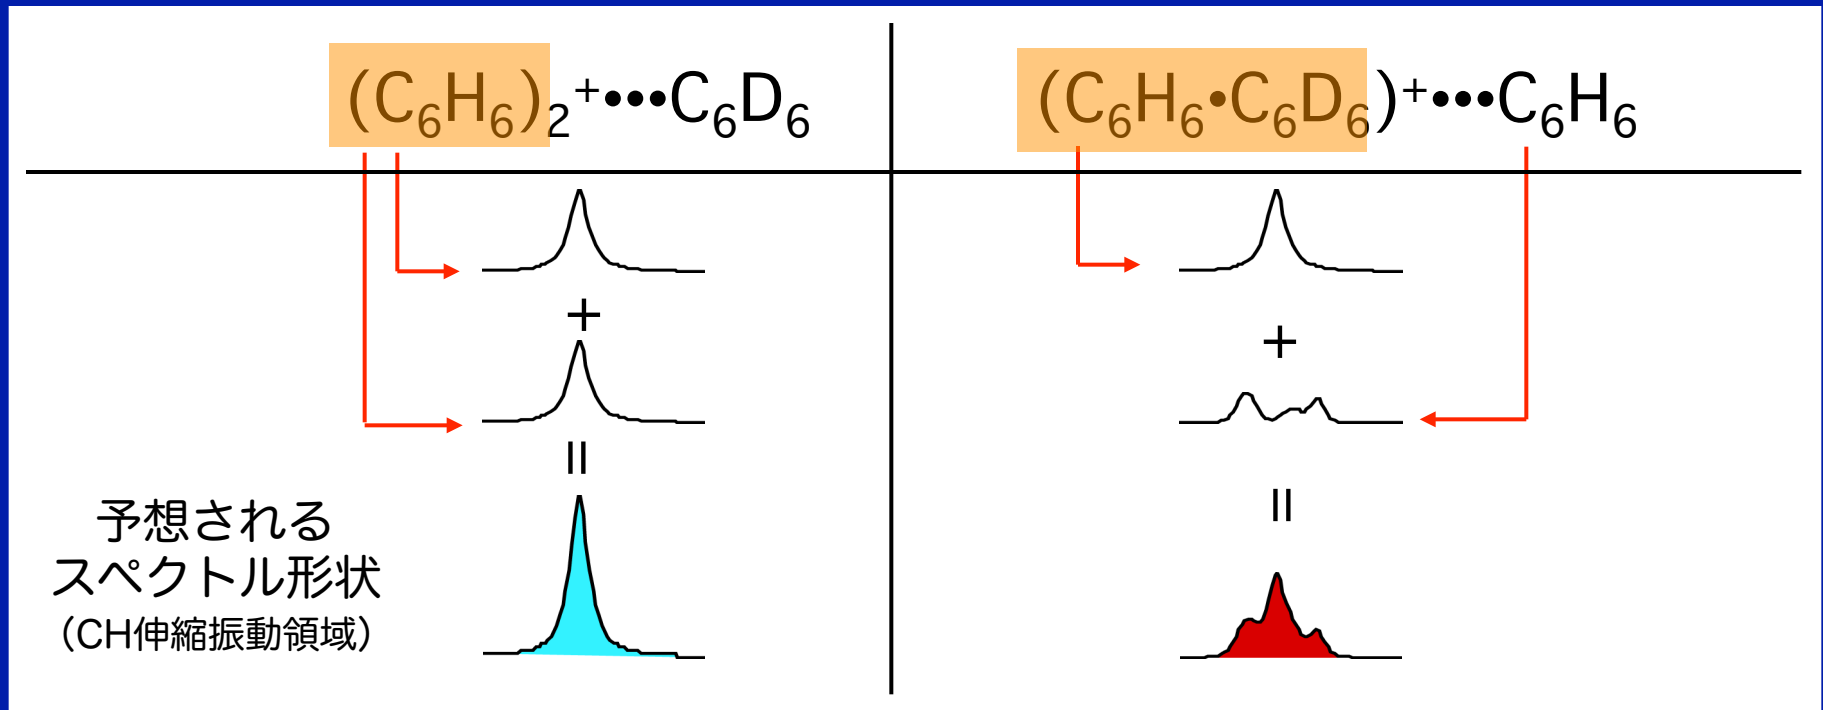 (C₆H₆)₂⁺•••C₆D₆
(C₆H₆•C₆D₆)⁺•••C₆H₆
+
+
=
=
予想される
スペクトル形状
（CH伸縮振動領域）